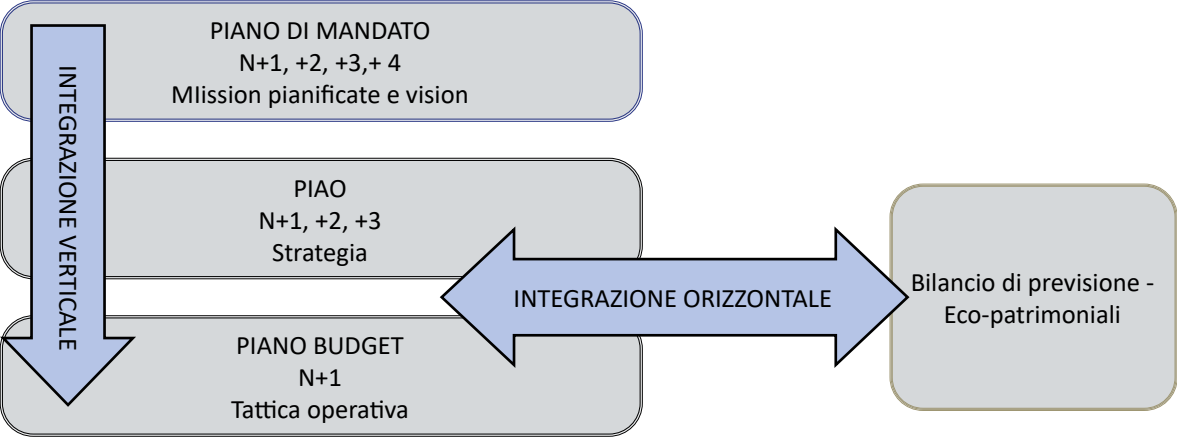 PIANO DI MANDATO
N+1, +2, +3,+ 4
MIission pianificate e vision
INTEGRAZIONE VERTICALE
PIAO
N+1, +2, +3
Strategia
INTEGRAZIONE ORIZZONTALE
Bilancio di previsione -
Eco-patrimoniali
PIANO BUDGET
N+1
Tattica operativa